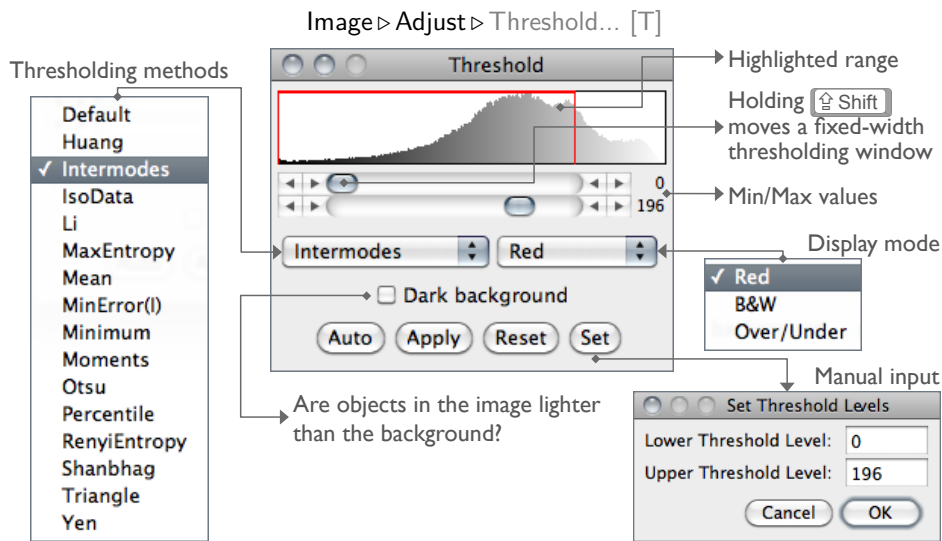 Image ▷ Adjust ▷ Threshold... [T]
Thresholding methods
Default
Huang
✓ Intermodes
IsoData
Li
MaxEntropy
Mean
MinError(I)
Minimum
Moments
Otsu
Percentile
RenyiEntropy
Shanbhag
Triangle
Yen
Threshold
0
196
Intermodes
Red
Dark background
Auto
Apply
Reset
Set
Highlighted range
Holding ⇧ Shift
moves a fixed-width
thresholding window
Min/Max values
Display mode
✓ Red
B&W
Over/Under
Are objects in the image lighter
than the background?
Manual input
Set Threshold Levels
Lower Threshold Level: 0
Upper Threshold Level: 196
Cancel
OK